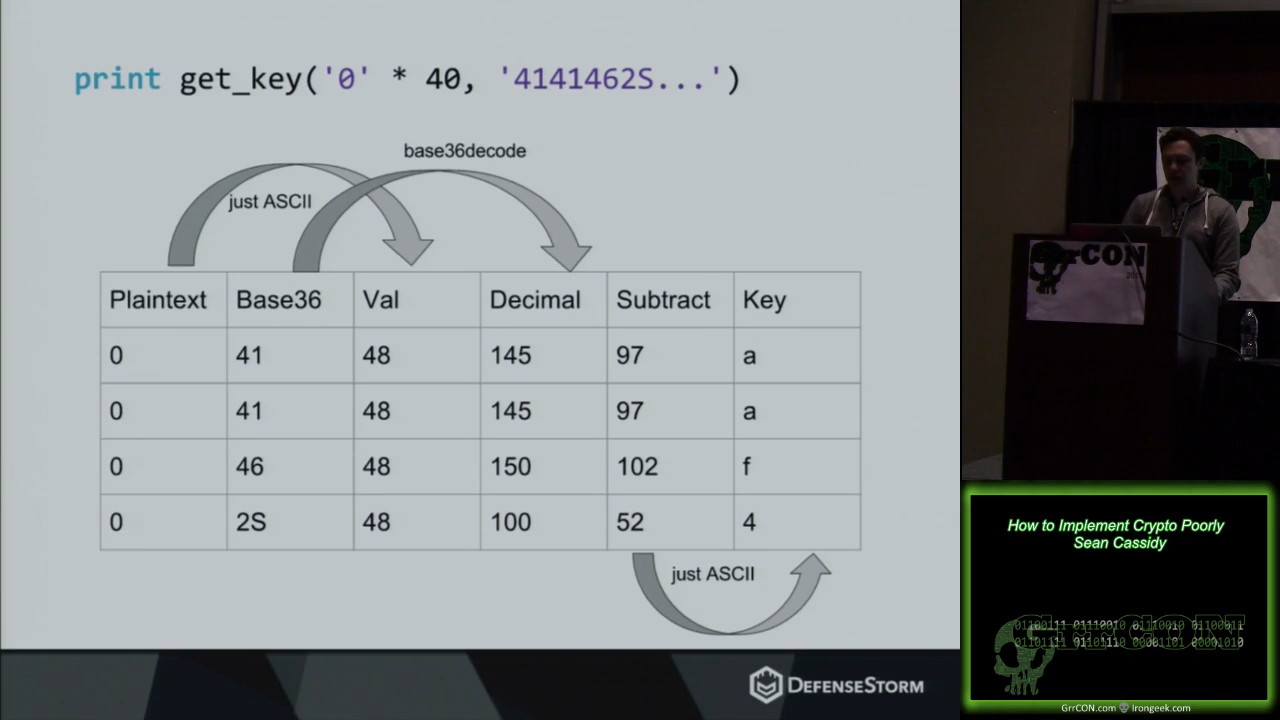 print get_key('0' * 40, '4141462S...')
base36decode
just ASCII
Plaintext Base36 Val Decimal Subtract Key
0 41 48 145 97 a
0 41 48 145 97 a
0 46 48 150 102 f
0 2S 48 100 52 4
just ASCII
DEFENSESTORM
CON
How to Implement Crypto Poorly
Sean Cassidy
GrrCON
GrrCON.com Irongeek.com